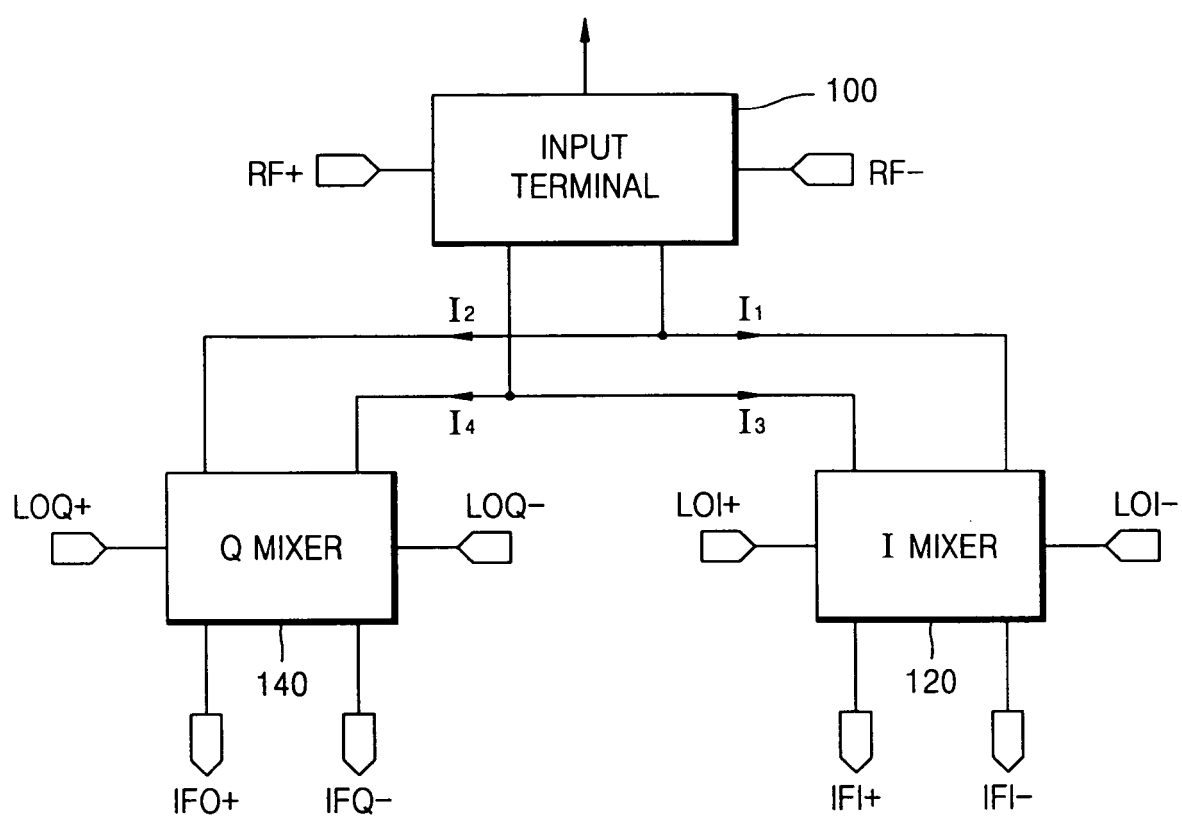 100
INPUT
TERMINAL
RF+
RF-
I2
I1
I4
I3
LOQ+
LOQ-
LOI+
LOI-
Q MIXER
I MIXER
140
120
IFO+
IFQ-
IFI+
IFI-